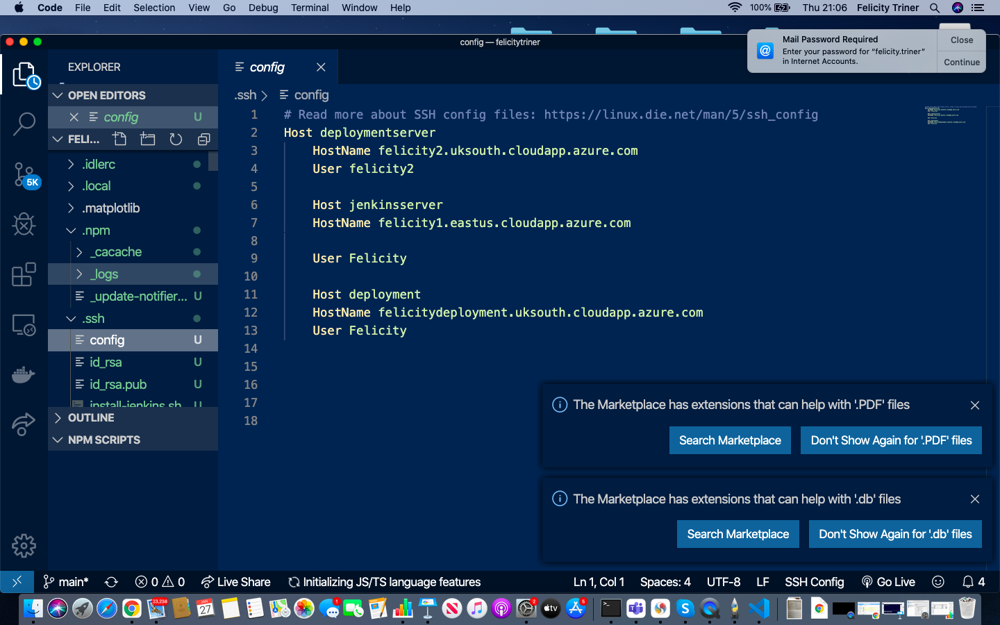 Code File Edit Selection View Go Debug Terminal Window Help 100% Thu 21:06 Felicity Triner
config — felicitytriner
Mail Password Required
Enter your password for “felicity.triner”
in Internet Accounts.
Close
Continue
EXPLORER
config
OPEN EDITORS
config U
FELI...
.idlerc
.local
.matplotlib
.npm
_cacache
_logs
_update-notifier... U
.ssh
config U
id_rsa U
id_rsa.pub U
install-jenkins.sh U
OUTLINE
NPM SCRIPTS
5K
.ssh > config
1 # Read more about SSH config files: https://linux.die.net/man/5/ssh_config
2 Host deploymentserver
3 HostName felicity2.uksouth.cloudapp.azure.com
4 User felicity2
5
6 Host jenkinsserver
7 HostName felicity1.eastus.cloudapp.azure.com
8
9 User Felicity
10
11 Host deployment
12 HostName felicitydeployment.uksouth.cloudapp.azure.com
13 User Felicity
14
15
16
17
18
The Marketplace has extensions that can help with '.PDF' files
Search Marketplace Don't Show Again for '.PDF' files
The Marketplace has extensions that can help with '.db' files
Search Marketplace Don't Show Again for '.db' files
main* 0 0 Live Share Initializing JS/TS language features Ln 1, Col 1 Spaces: 4 UTF-8 LF SSH Config Go Live 4
23,238
JAN
27
1
2
tv
5